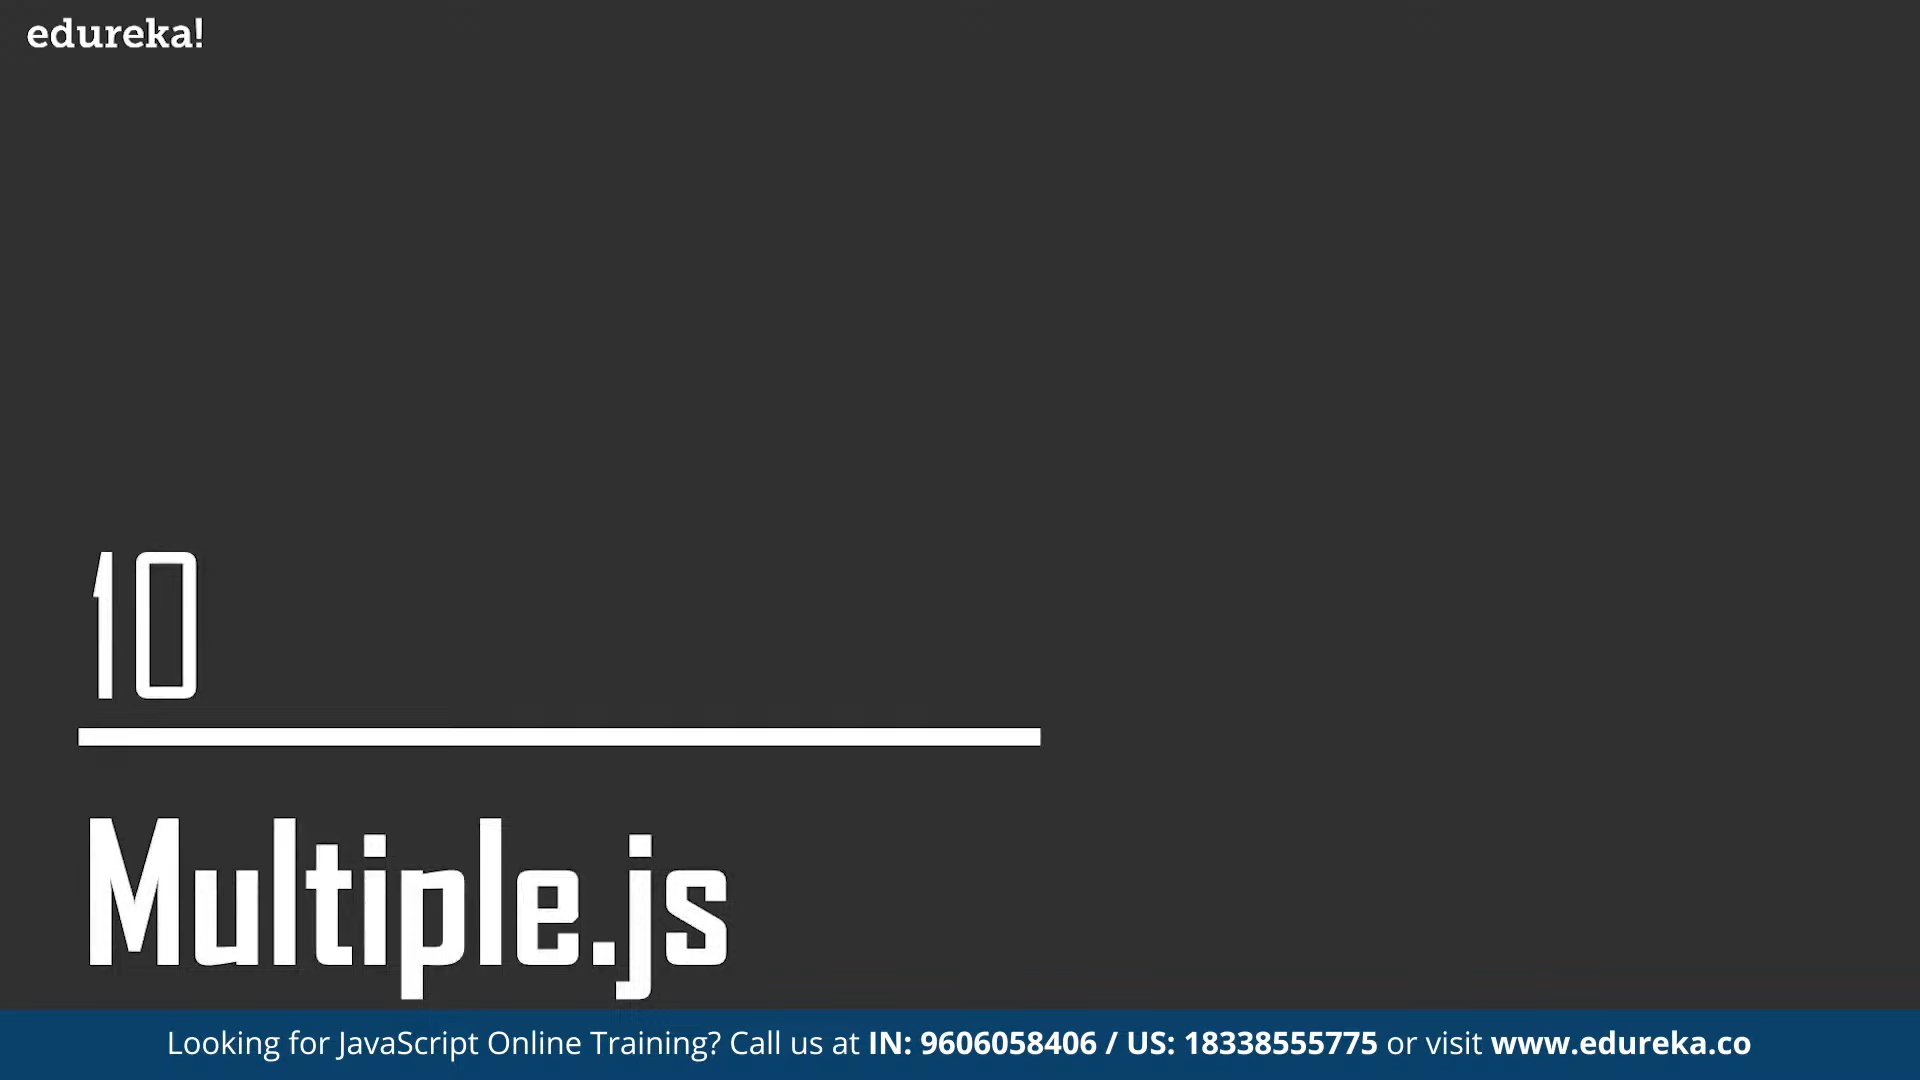 edureka!
10
Multiple.js
Looking for JavaScript Online Training? Call us at IN: 9606058406 / US: 18338555775 or visit www.edureka.co